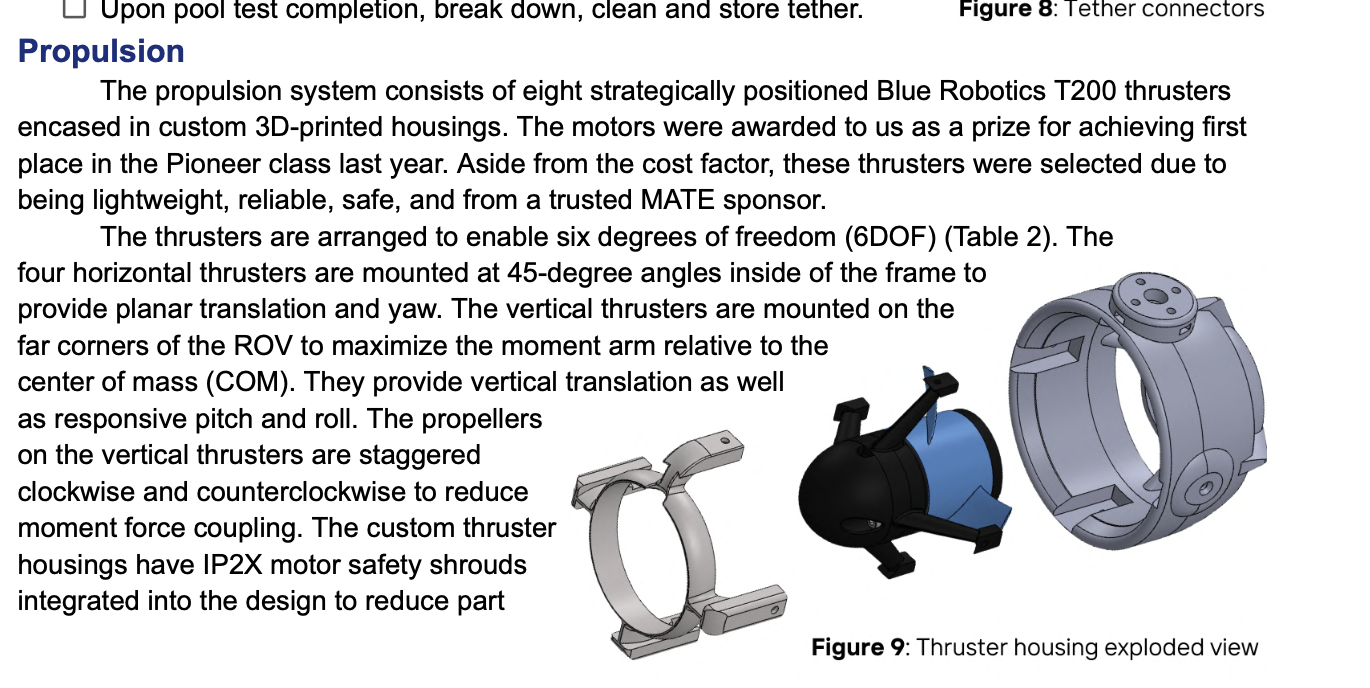 Upon pool test completion, break down, clean and store tether.
Figure 8: Tether connectors
Propulsion
The propulsion system consists of eight strategically positioned Blue Robotics T200 thrusters
encased in custom 3D-printed housings. The motors were awarded to us as a prize for achieving first
place in the Pioneer class last year. Aside from the cost factor, these thrusters were selected due to
being lightweight, reliable, safe, and from a trusted MATE sponsor.
The thrusters are arranged to enable six degrees of freedom (6DOF) (Table 2). The
four horizontal thrusters are mounted at 45-degree angles inside of the frame to
provide planar translation and yaw. The vertical thrusters are mounted on the
far corners of the ROV to maximize the moment arm relative to the
center of mass (COM). They provide vertical translation as well
as responsive pitch and roll. The propellers
on the vertical thrusters are staggered
clockwise and counterclockwise to reduce
moment force coupling. The custom thruster
housings have IP2X motor safety shrouds
integrated into the design to reduce part
Figure 9: Thruster housing exploded view